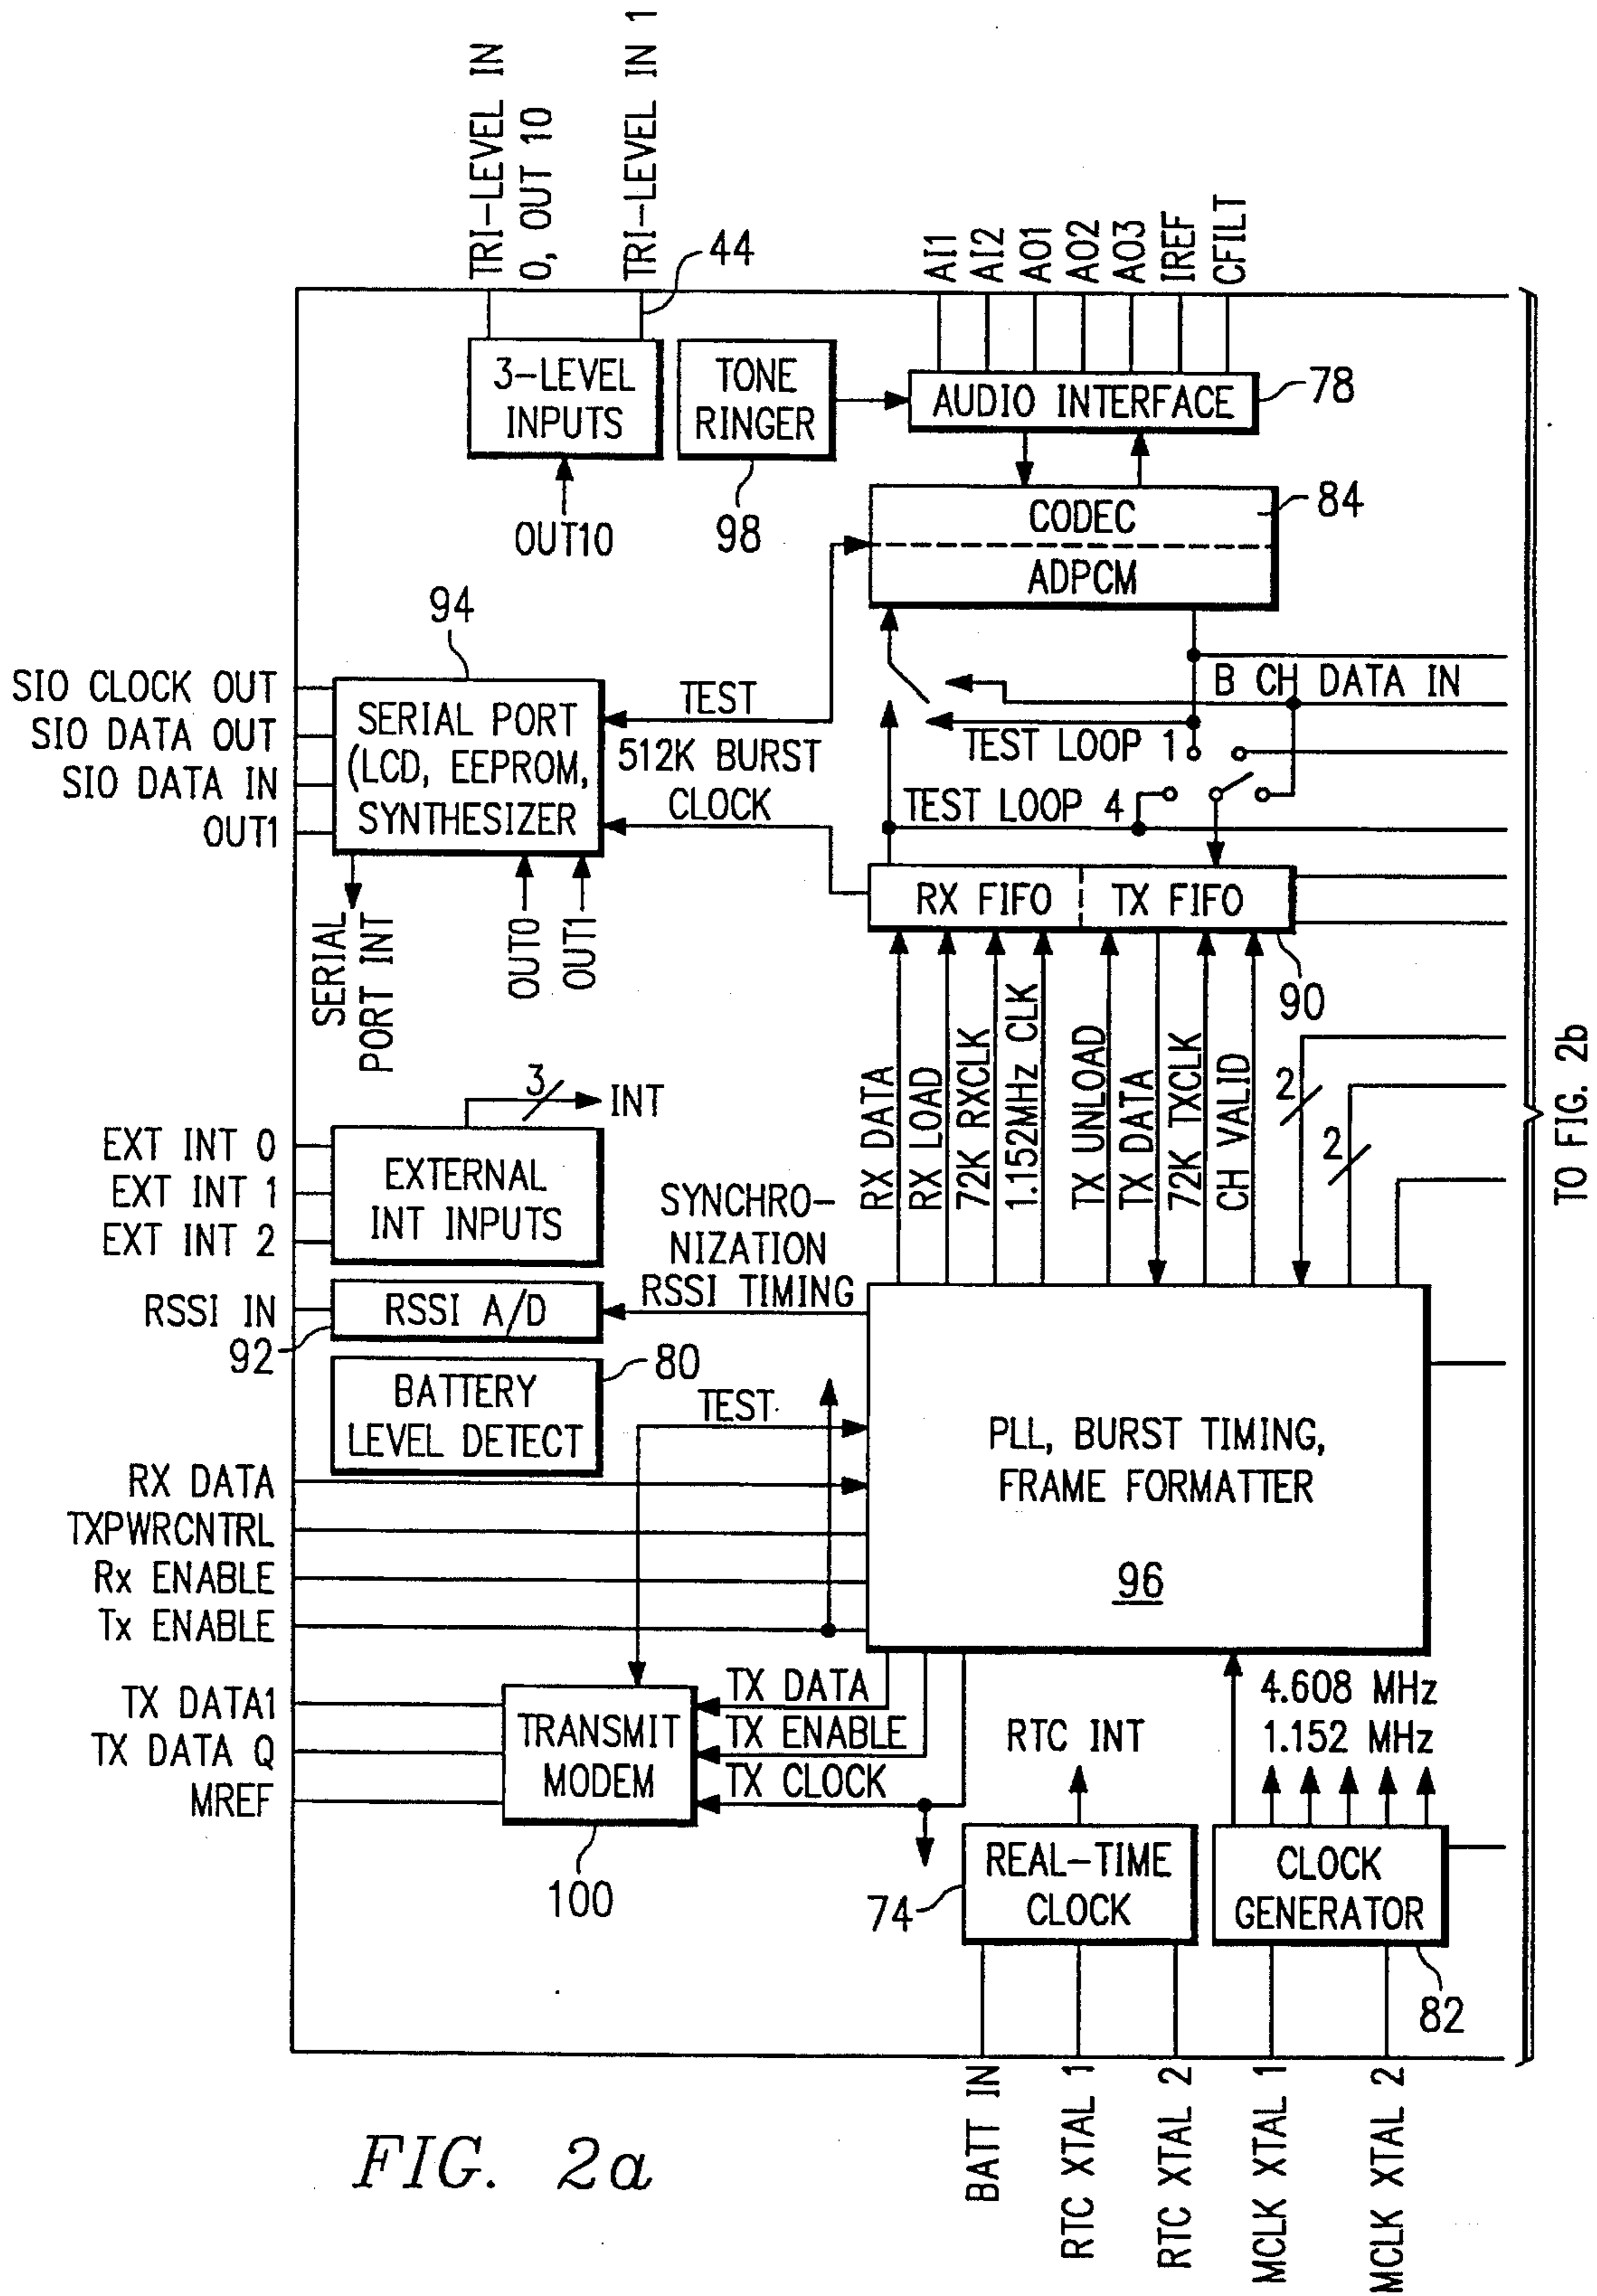 TRI-LEVEL IN
0, OUT 10
TRI-LEVEL IN 1
44
AI1
AI2
AO1
AO2
AO3
IREF
CFILT
3-LEVEL
INPUTS
TONE
RINGER
AUDIO INTERFACE
78
OUT10
98
CODEC
ADPCM
84
94
SIO CLOCK OUT
SIO DATA OUT
SIO DATA IN
OUT1
SERIAL PORT
(LCD, EEPROM,
SYNTHESIZER
TEST
512K BURST
CLOCK
B CH DATA IN
TEST LOOP 1
TEST LOOP 4
RX FIFO
TX FIFO
90
SERIAL
PORT INT
OUT0
OUT1
RX DATA
RX LOAD
72K RXCLK
1.152MHz CLK
TX UNLOAD
TX DATA
72K TXCLK
CH VALID
2
2
TO FIG. 2b
3
INT
EXT INT 0
EXT INT 1
EXT INT 2
EXTERNAL
INT INPUTS
SYNCHRO-
NIZATION
RSSI TIMING
RSSI IN
92
RSSI A/D
80
BATTERY
LEVEL DETECT
TEST
PLL, BURST TIMING,
FRAME FORMATTER
96
RX DATA
TXPWRCNTRL
Rx ENABLE
Tx ENABLE
TX DATA1
TX DATA Q
MREF
TRANSMIT
MODEM
100
TX DATA
TX ENABLE
TX CLOCK
RTC INT
4.608 MHz
1.152 MHz
REAL-TIME
CLOCK
74
CLOCK
GENERATOR
82
BATT IN
RTC XTAL 1
RTC XTAL 2
MCLK XTAL 1
MCLK XTAL 2
FIG. 2a